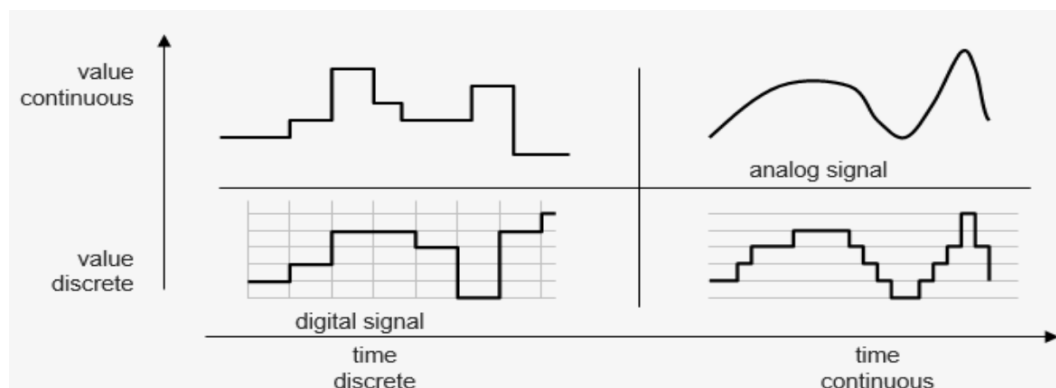 value
continuous
analog signal
value
discrete
digital signal
time
discrete
time
continuous